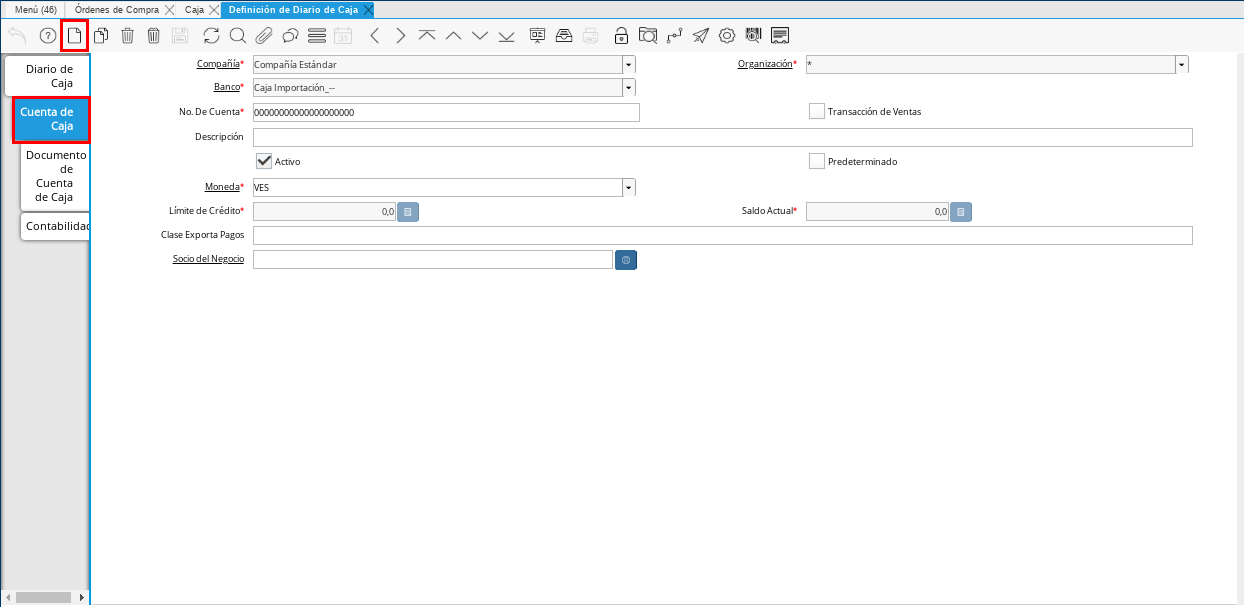 Menú (46) Órdenes de Compra Caja Definición de Diario de Caja
31
Diario de
Caja
Cuenta de
Caja
Documento
de
Cuenta
de Caja
Contabilidad
Compañía* Compañía Estándar Organización* *
Banco* Caja Importación_--
No. De Cuenta* 00000000000000000000 Transacción de Ventas
Descripción
Activo Predeterminado
Moneda* VES
Límite de Crédito* 0,0 Saldo Actual* 0,0
Clase Exporta Pagos
Socio del Negocio